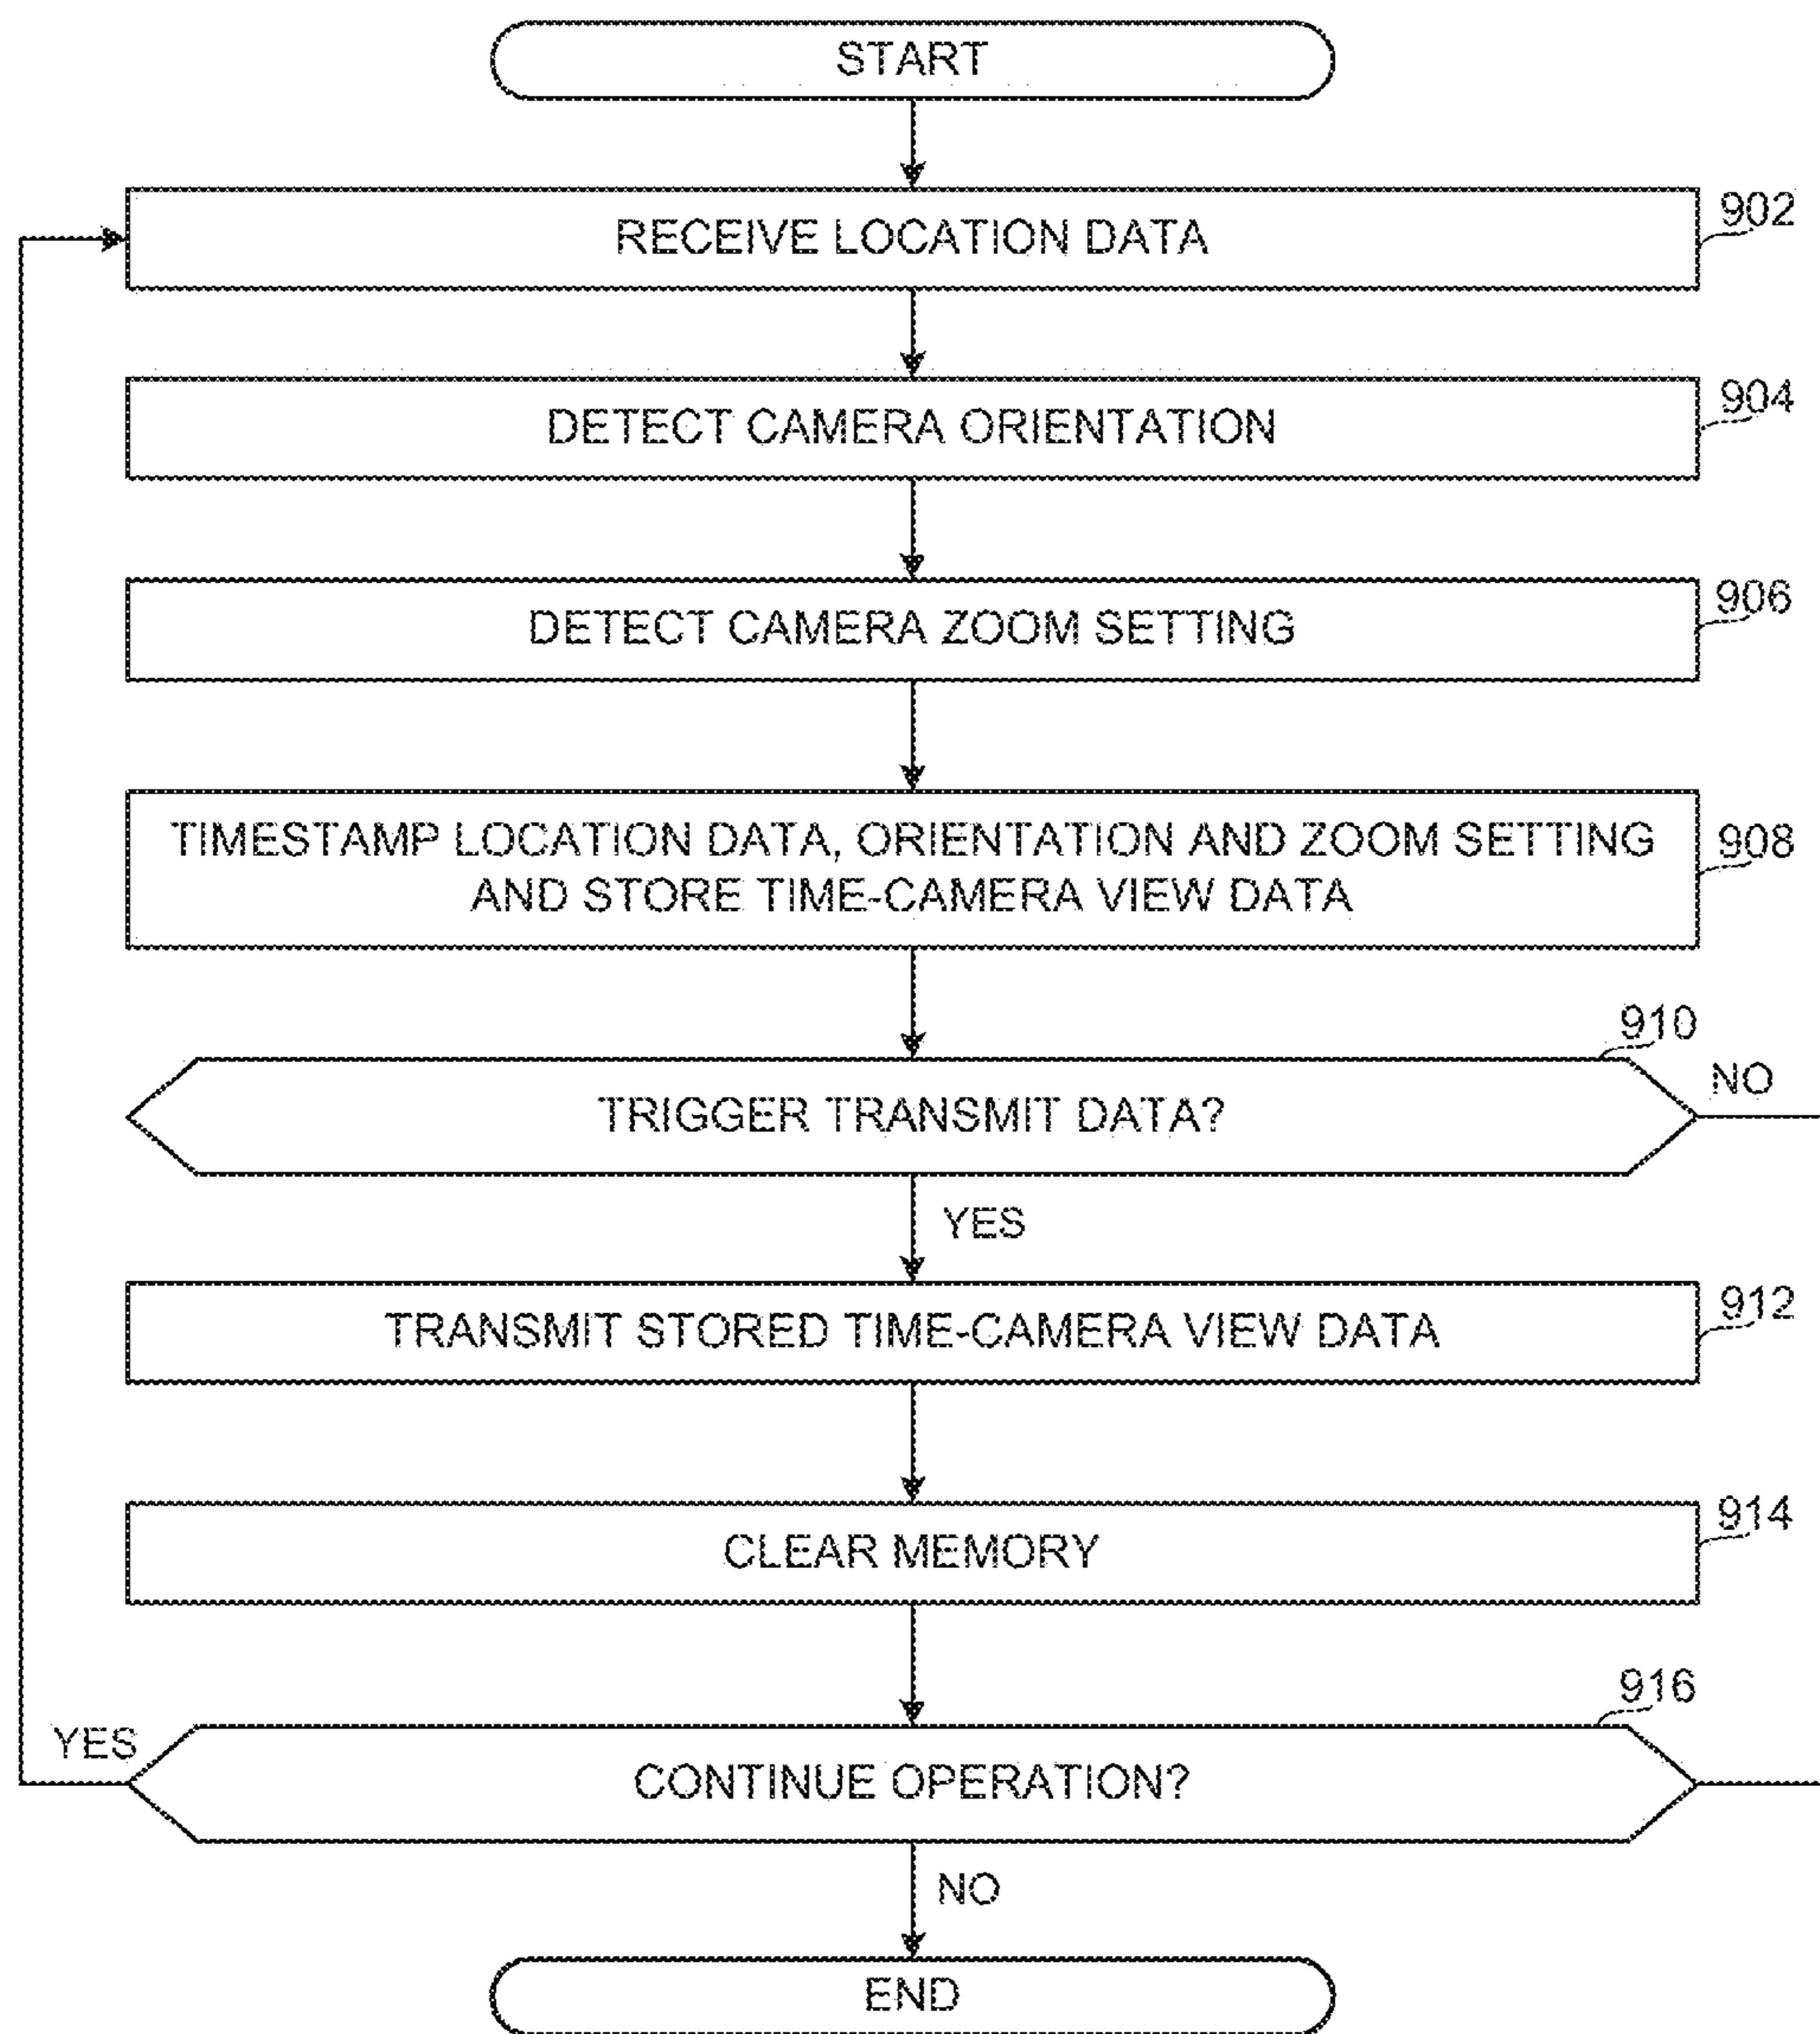 START
RECEIVE LOCATION DATA
902
DETECT CAMERA ORIENTATION
904
DETECT CAMERA ZOOM SETTING
906
TIMESTAMP LOCATION DATA, ORIENTATION AND ZOOM SETTING
AND STORE TIME-CAMERA VIEW DATA
908
910
TRIGGER TRANSMIT DATA?
NO
YES
TRANSMIT STORED TIME-CAMERA VIEW DATA
912
CLEAR MEMORY
914
916
YES
CONTINUE OPERATION?
NO
END